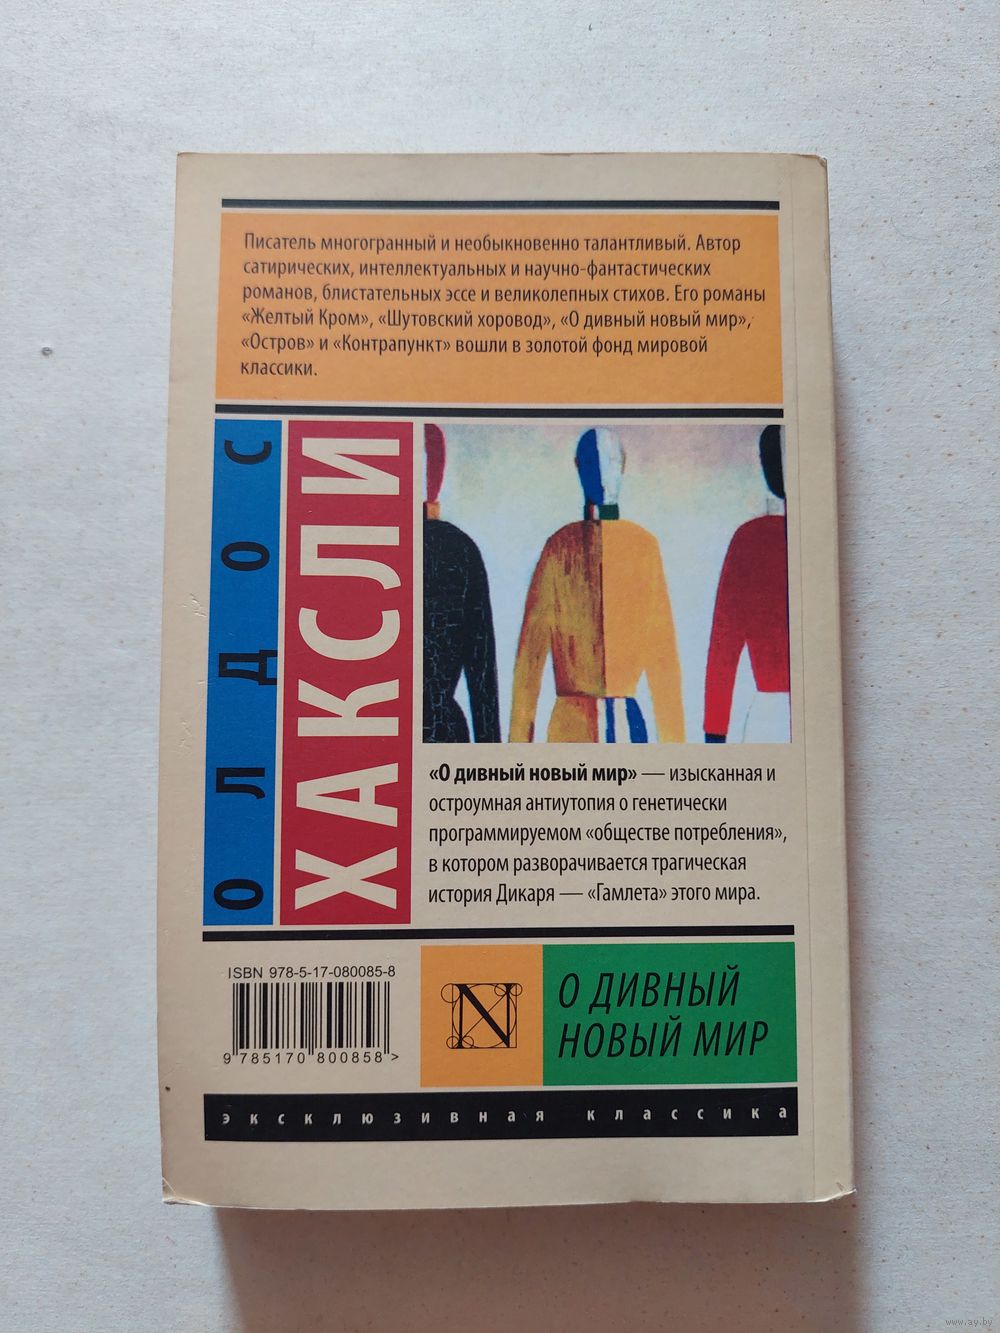 Писатель многогранный и необыкновенно талантливый. Автор
сатирических, интеллектуальных и научно-фантастических
романов, блистательных эссе и великолепных стихов. Его романы
«Желтый Кром», «Шутовский хоровод», «О дивный новый мир»,
«Остров» и «Контрапункт» вошли в золотой фонд мировой
классики.
ОЛДОС
ХАКСЛИ
«О дивный новый мир» — изысканная и
остроумная антиутопия о генетически
программируемом «обществе потребления»,
в котором разворачивается трагическая
история Дикаря — «Гамлета» этого мира.
ISBN 978-5-17-080085-8
9 785170 800858 >
N
О ДИВНЫЙ
НОВЫЙ МИР
эксклюзивная классика
www.ay.by